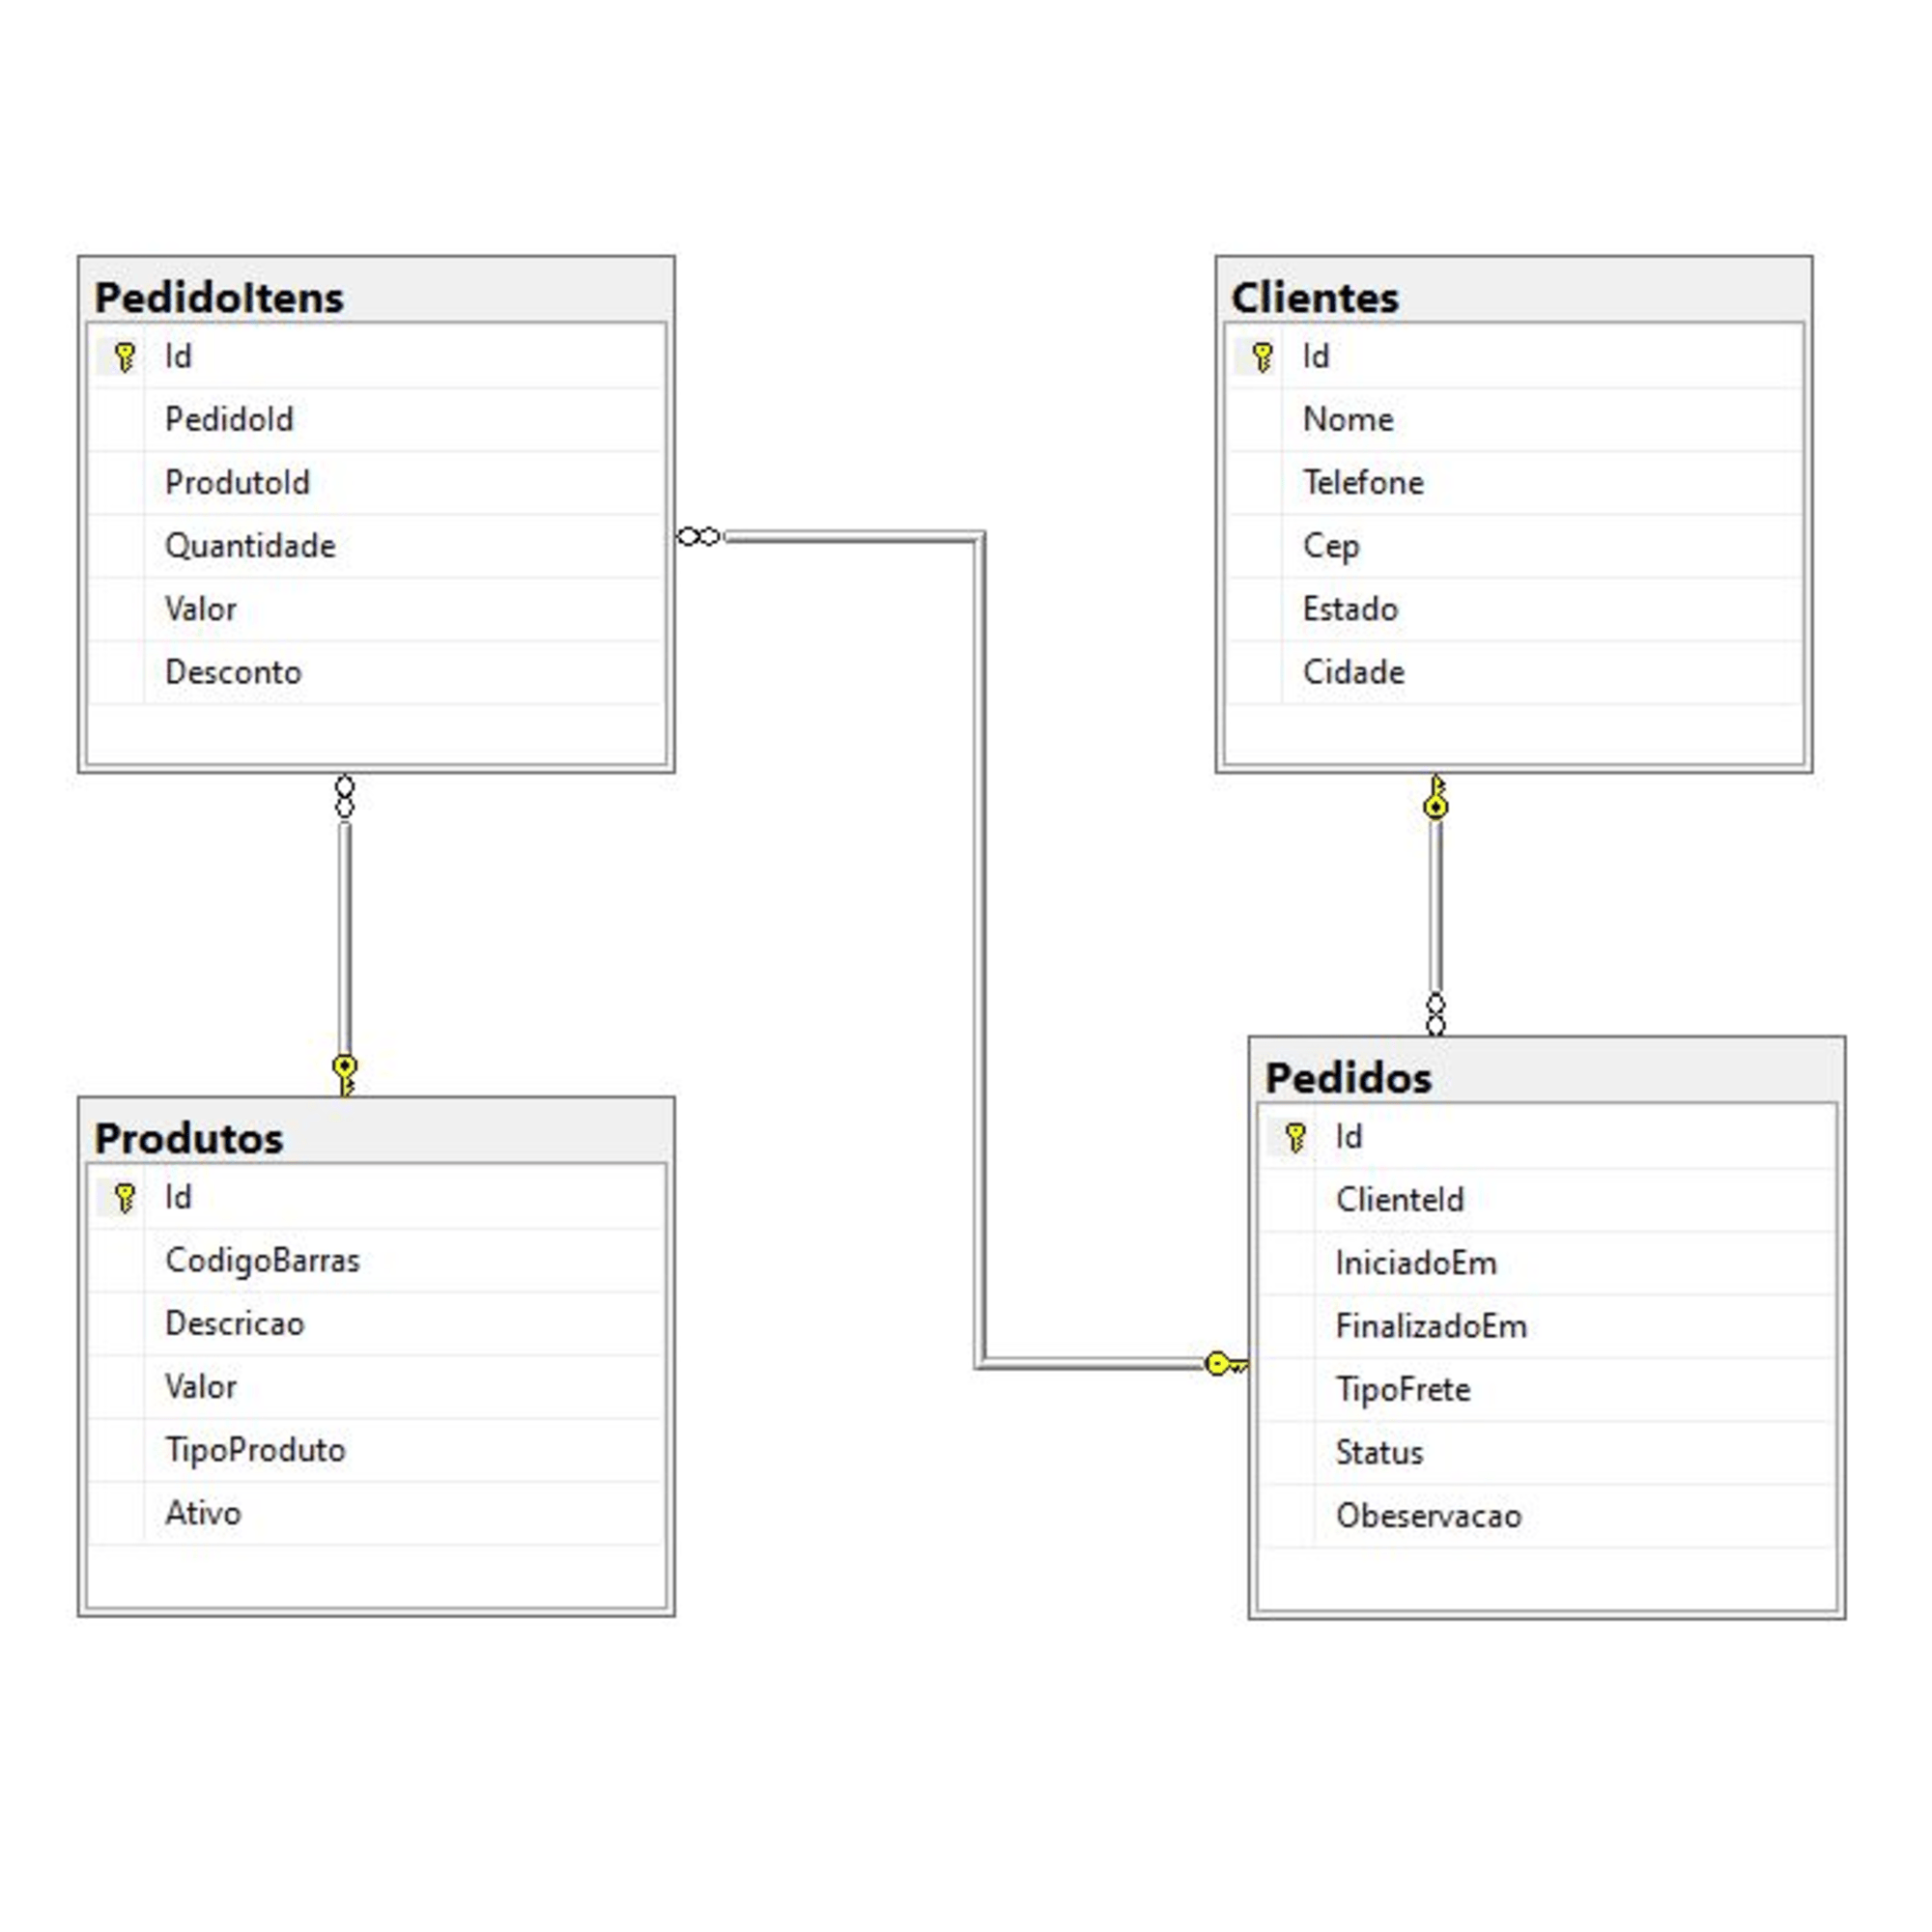 PedidoItens
Id
PedidoId
ProdutoId
Quantidade
Valor
Desconto
Clientes
Id
Nome
Telefone
Cep
Estado
Cidade
Produtos
Id
CodigoBarras
Descricao
Valor
TipoProduto
Ativo
Pedidos
Id
ClienteId
IniciadoEm
FinalizadoEm
TipoFrete
Status
Obeservacao